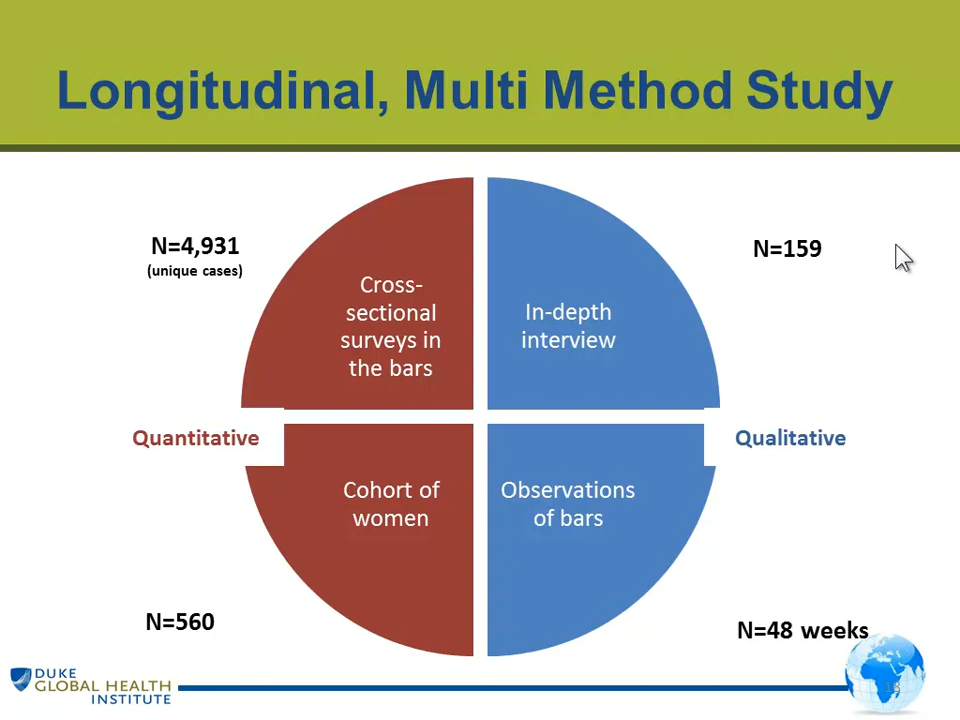 Longitudinal, Multi Method Study
N=4,931
(unique cases)
N=159
Cross-
sectional
surveys in
the bars
In-depth
interview
Quantitative
Qualitative
Cohort of
women
Observations
of bars
N=560
N=48 weeks
DUKE
GLOBAL HEALTH
INSTITUTE